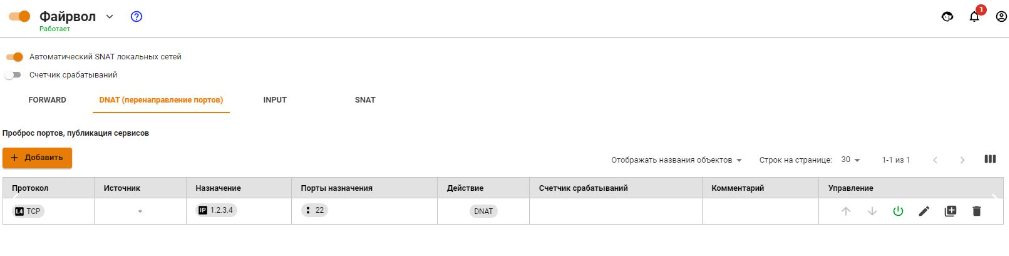 Файрвол
Работает
1
Автоматический SNAT локальных сетей
Счетчик срабатываний
FORWARD DNAT (перенаправление портов) INPUT SNAT
Проброс портов, публикация сервисов
+ Добавить
Отображать названия объектов Строк на странице: 30 1-1 из 1
Протокол Источник Назначение Порты назначения Действие Счетчик срабатываний Комментарий Управление
L4 TCP * IP 1.2.3.4 22 DNAT